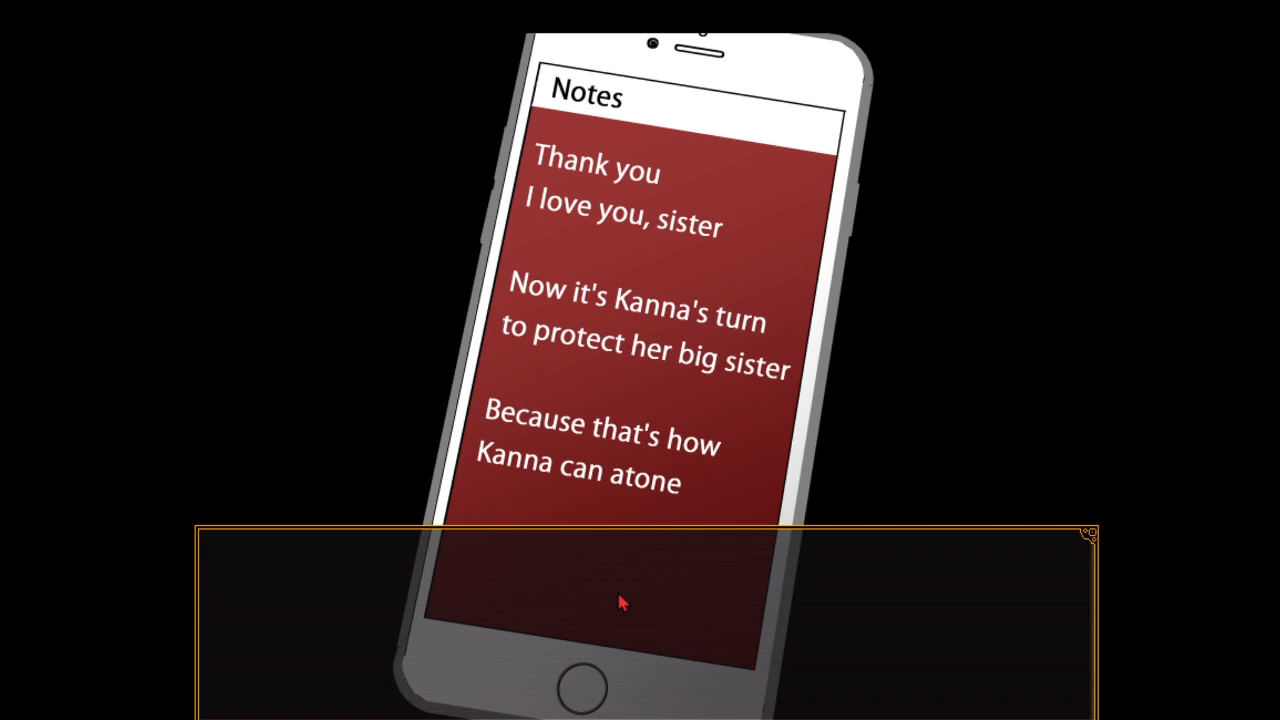 Notes
Thank you
I love you, sister
Now it's Kanna's turn
to protect her big sister
Because that's how
Kanna can atone